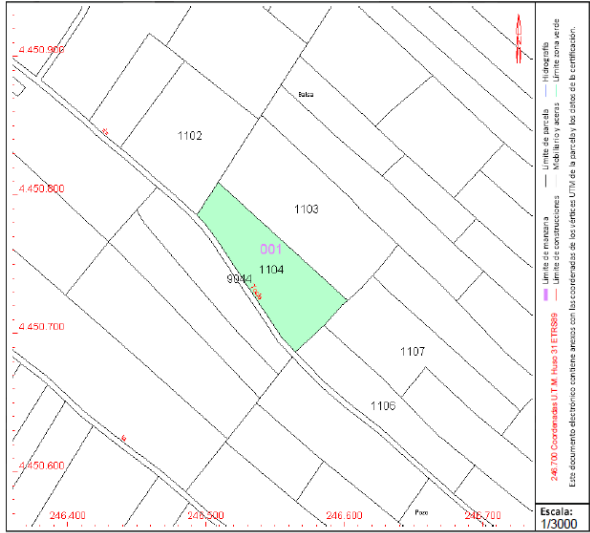 4.450.900
Balsa
1102
4.450.800
1103
001
1104
9044
4.450.700
1107
1106
4.450.600
Pozo
246.400
246.500
246.600
246.700
Límite de manzana
Límite de parcela
Hidrografía
Límite de construcciones
Mobiliario y aceras
Límite zona verde
246.700 Coordenadas U.T.M. Huso 31 ETRS89
Este documento electrónico contiene anexos con las coordenadas de los vértices UTM de la parcela y los datos de la certificación.
Escala:
1/3000